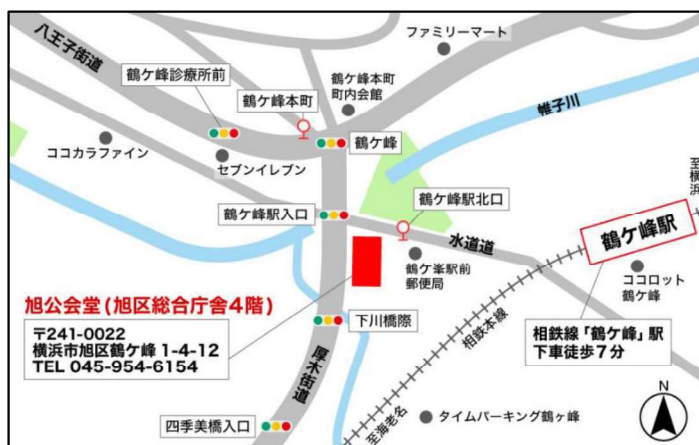 八王子街道
ファミリーマート
鶴ケ峰診療所前
鶴ケ峰本町
鶴ケ峰本町
町内会館
帷子川
ココカラファイン
セブンイレブン
鶴ケ峰
至横浜
鶴ケ峰駅入口
鶴ケ峰駅北口
水道道
鶴ケ峰駅
鶴ケ峯駅前
郵便局
ココロット
鶴ケ峰
旭公会堂(旭区総合庁舎4階)
〒241-0022
横浜市旭区鶴ケ峰 1-4-12
TEL 045-954-6154
下川橋際
相鉄本線
相鉄線「鶴ケ峰」駅
下車徒歩7分
厚木街道
四季美橋入口
至海老名
タイムパーキング鶴ヶ峰
N